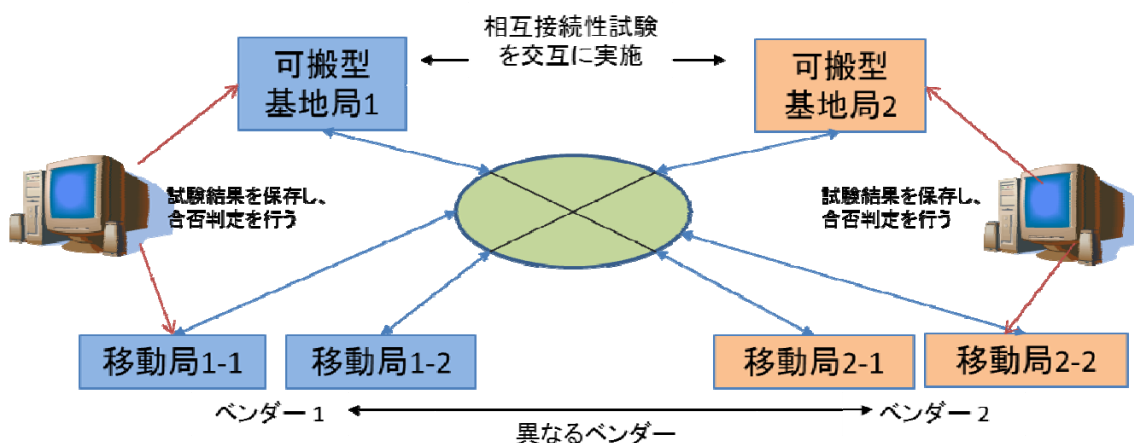 相互接続性試験
を交互に実施
可搬型
基地局1
可搬型
基地局2
試験結果を保存し、
合否判定を行う
試験結果を保存し、
合否判定を行う
移動局1-1
移動局1-2
移動局2-1
移動局2-2
ベンダー 1
ベンダー 2
異なるベンダー